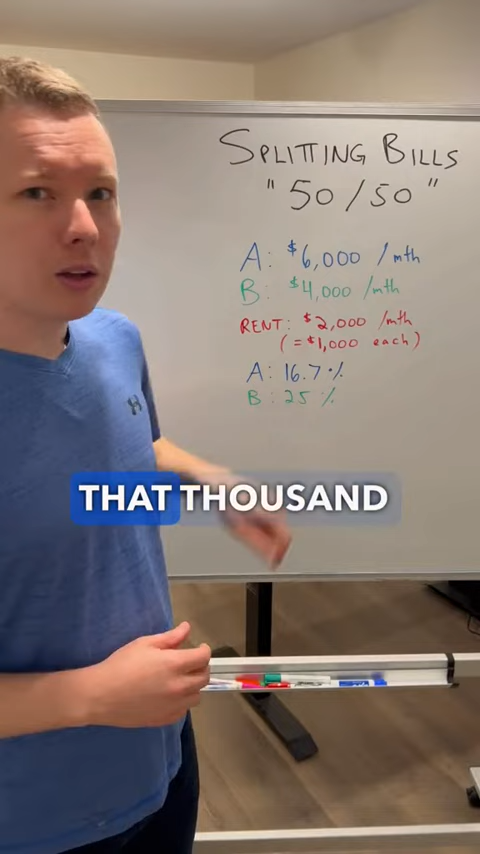 SPLITTING BILLS
"50/50"
A: $6,000 /mth
B: $4,000 /mth
RENT: $2,000 /mth
(= $1,000 each)
A: 16.7%
B: 25%
THAT THOUSAND